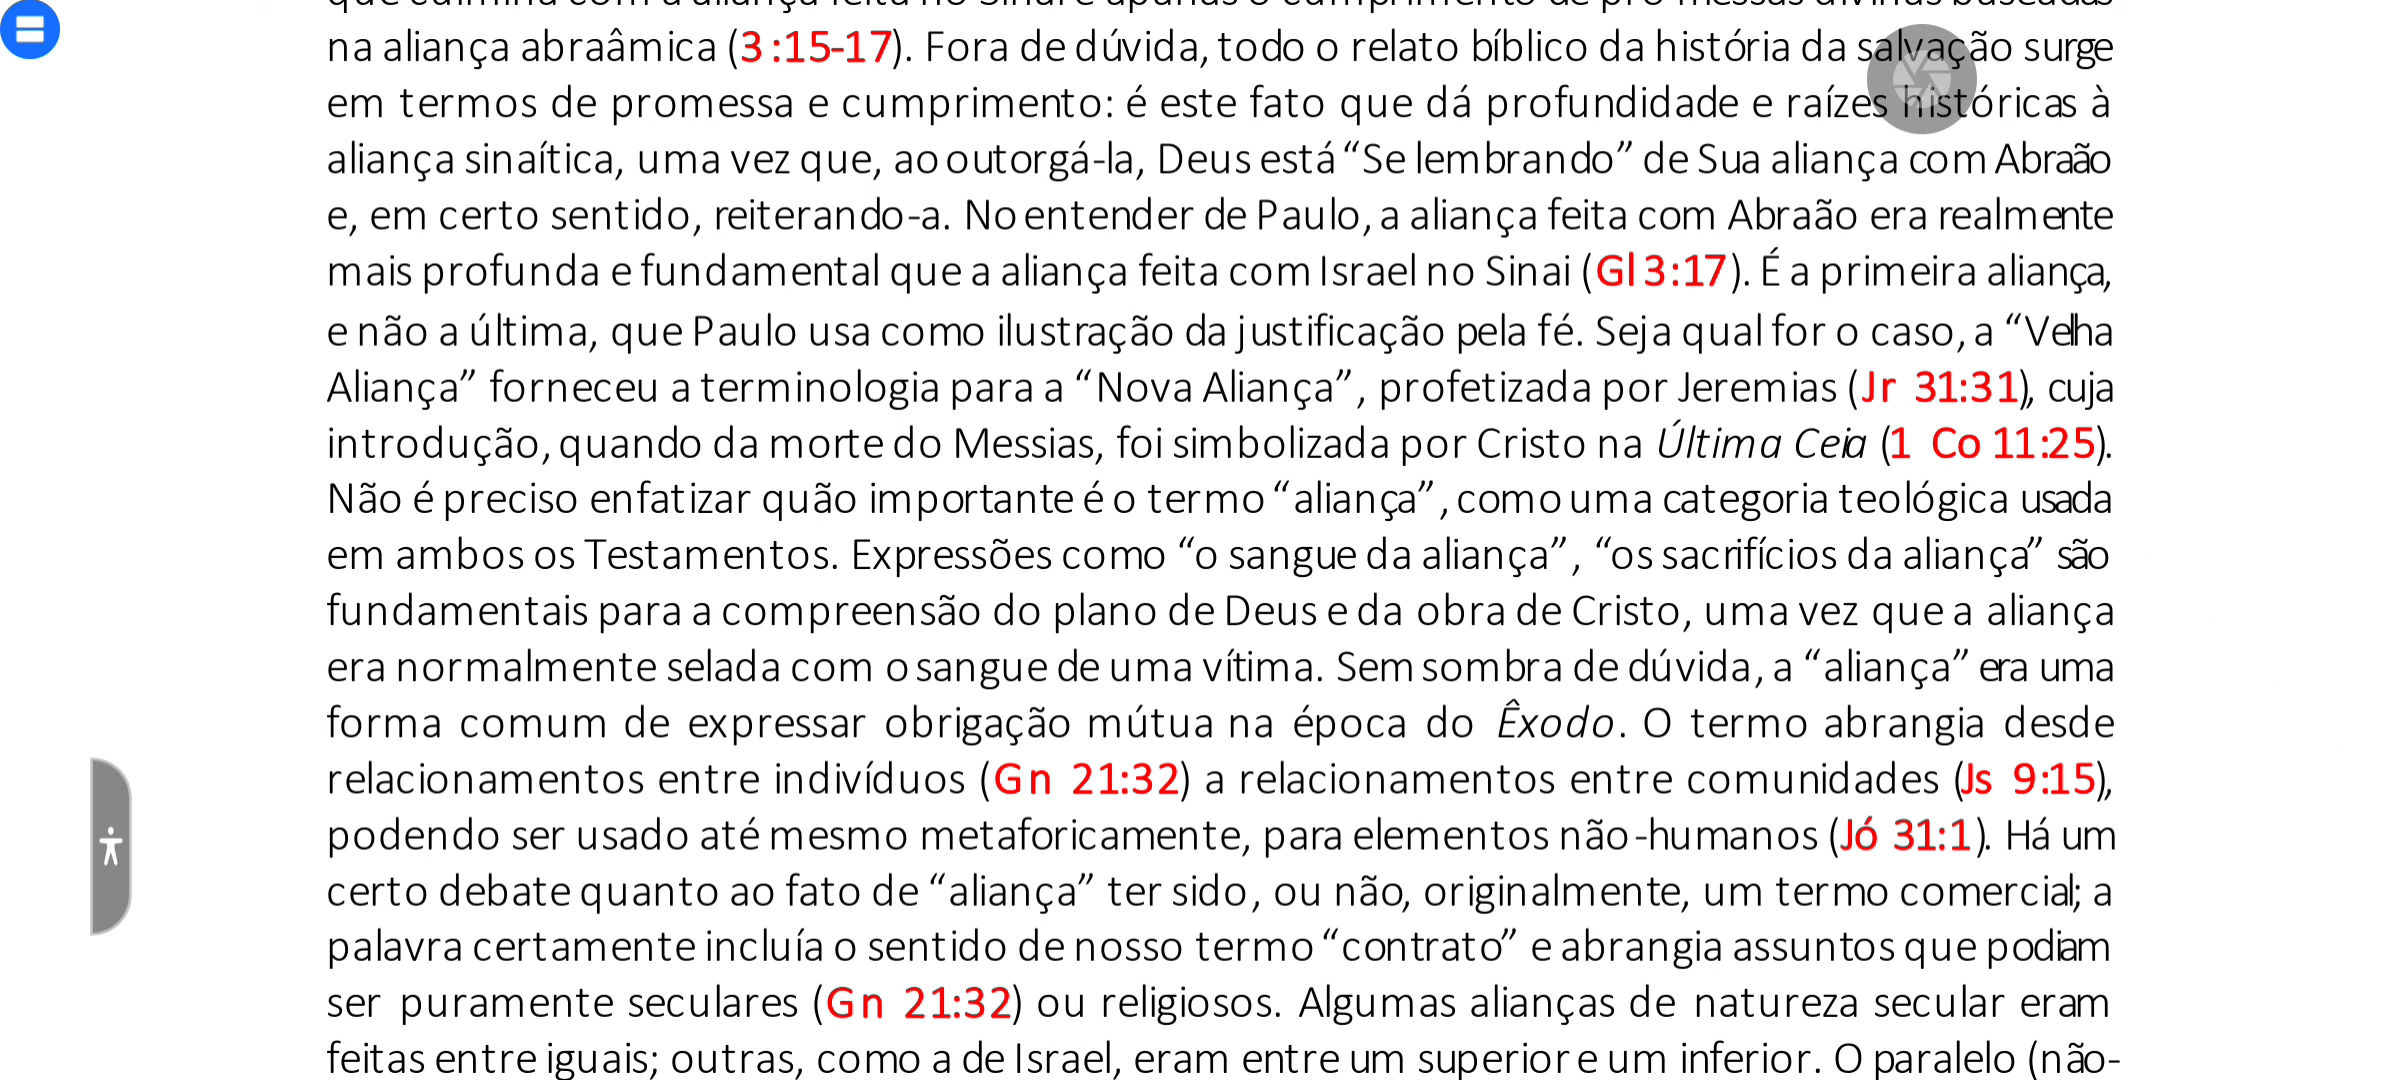 que culmina com a aliança feita no Sinai é apanas o cumprimento de pro messas divinas buseadas
na aliança abraâmica (3 :15-17). Fora de dúvida, todo o relato bíblico da história da salvação surge
em termos de promessa e cumprimento: é este fato que dá profundidade e raízes históricas à
aliança sinaítica, uma vez que, ao outorgá-la, Deus está “Se lembrando” de Sua aliança com Abraão
e, em certo sentido, reiterando-a. No entender de Paulo, a aliança feita com Abraão era realmente
mais profunda e fundamental que a aliança feita com Israel no Sinai (Gl 3:17). É a primeira aliança,
e não a última, que Paulo usa como ilustração da justificação pela fé. Seja qual for o caso, a “Velha
Aliança” forneceu a terminologia para a “Nova Aliança”, profetizada por Jeremias (Jr 31:31), cuja
introdução, quando da morte do Messias, foi simbolizada por Cristo na Última Ceia (1 Co 11:25).
Não é preciso enfatizar quão importante é o termo “aliança”, como uma categoria teológica usada
em ambos os Testamentos. Expressões como “o sangue da aliança”, “os sacrifícios da aliança” são
fundamentais para a compreensão do plano de Deus e da obra de Cristo, uma vez que a aliança
era normalmente selada com o sangue de uma vítima. Sem sombra de dúvida, a “aliança” era uma
forma comum de expressar obrigação mútua na época do Êxodo. O termo abrangia desde
relacionamentos entre indivíduos (Gn 21:32) a relacionamentos entre comunidades (Js 9:15),
podendo ser usado até mesmo metaforicamente, para elementos não-humanos (Jó 31:1). Há um
certo debate quanto ao fato de “aliança” ter sido, ou não, originalmente, um termo comercial; a
palavra certamente incluía o sentido de nosso termo “contrato” e abrangia assuntos que podiam
ser puramente seculares (Gn 21:32) ou religiosos. Algumas alianças de natureza secular eram
feitas entre iguais; outras, como a de Israel, eram entre um superior e um inferior. O paralelo (não-